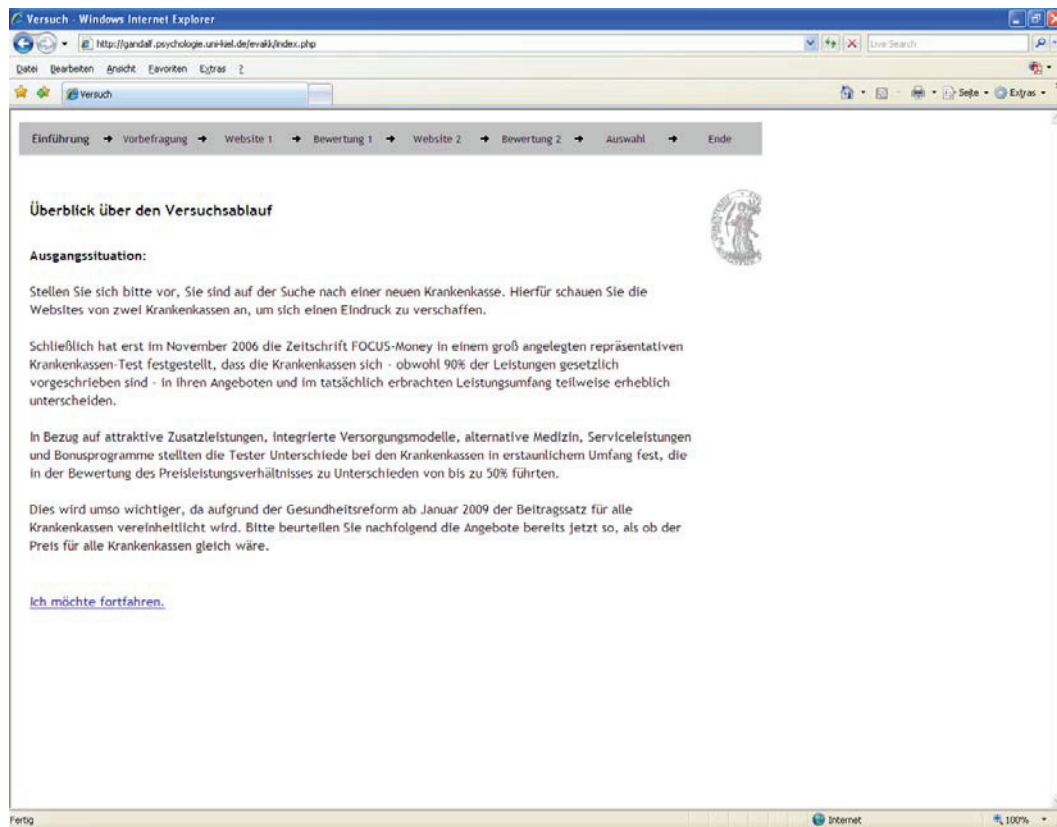 Versuch - Windows Internet Explorer
http://gandalf.psychologie.uni-kiel.de/evakk/index.php
Live Search
Datei Bearbeiten Ansicht Favoriten Extras ?
Versuch
Seite Extras
Einführung → Vorbefragung → Website 1 → Bewertung 1 → Website 2 → Bewertung 2 → Auswahl → Ende
Überblick über den Versuchsablauf
Ausgangssituation:
Stellen Sie sich bitte vor, Sie sind auf der Suche nach einer neuen Krankenkasse. Hierfür schauen Sie die
Websites von zwei Krankenkassen an, um sich einen Eindruck zu verschaffen.
Schließlich hat erst im November 2006 die Zeitschrift FOCUS-Money in einem groß angelegten repräsentativen
Krankenkassen-Test festgestellt, dass die Krankenkassen sich - obwohl 90% der Leistungen gesetzlich
vorgeschrieben sind - in ihren Angeboten und im tatsächlich erbrachten Leistungsumfang teilweise erheblich
unterscheiden.
In Bezug auf attraktive Zusatzleistungen, integrierte Versorgungsmodelle, alternative Medizin, Serviceleistungen
und Bonusprogramme stellten die Tester Unterschiede bei den Krankenkassen in erstaunlichem Umfang fest, die
in der Bewertung des Preisleistungsverhältnisses zu Unterschieden von bis zu 50% führten.
Dies wird umso wichtiger, da aufgrund der Gesundheitsreform ab Januar 2009 der Beitragssatz für alle
Krankenkassen vereinheitlicht wird. Bitte beurteilen Sie nachfolgend die Angebote bereits jetzt so, als ob der
Preis für alle Krankenkassen gleich wäre.
Ich möchte fortfahren.
Fertig
Internet
100%